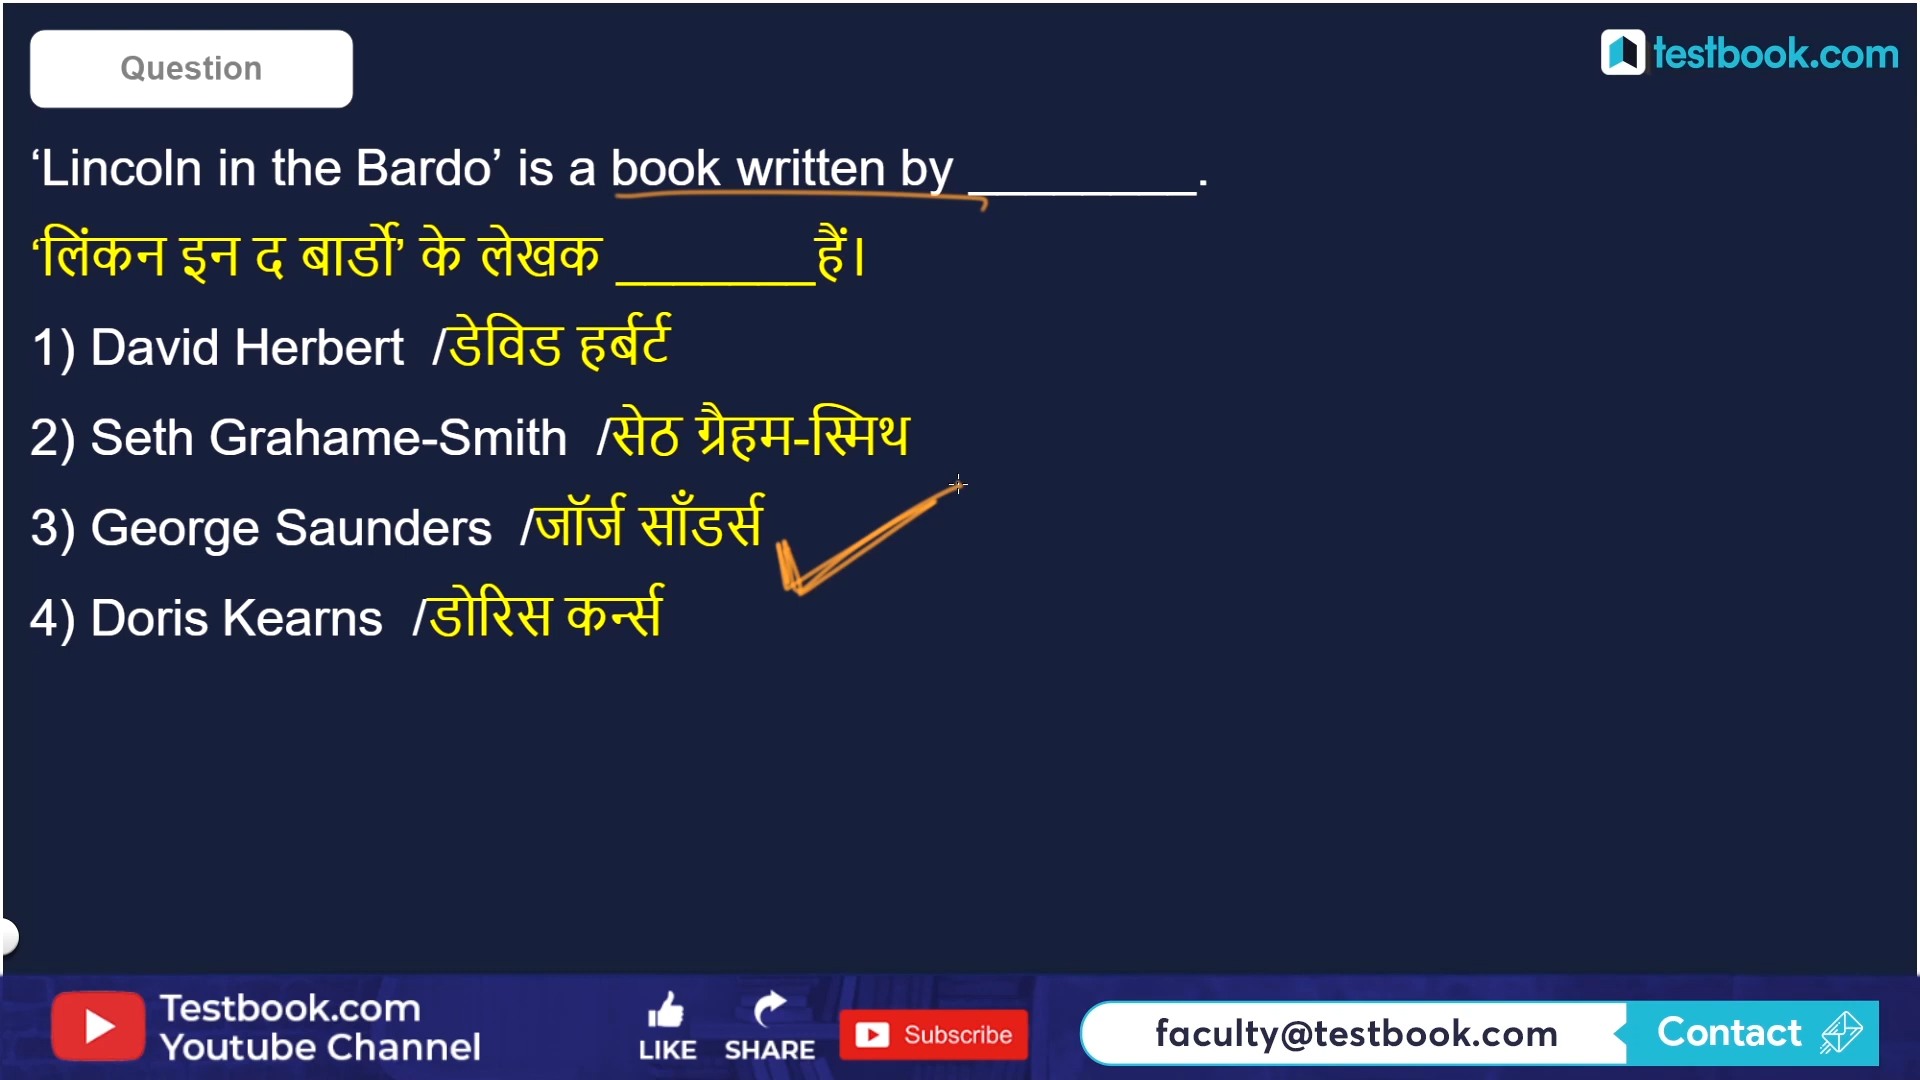 Question
testbook.com
‘Lincoln in the Bardo’ is a book written by _________.
‘लिंकन इन द बार्डो’ के लेखक ________हैं।
1) David Herbert /डेविड हर्बर्ट
2) Seth Grahame-Smith /सेठ ग्रैहम-स्मिथ
3) George Saunders /जॉर्ज साँडर्स
4) Doris Kearns /डोरिस कर्न्स
Testbook.com
Youtube Channel
LIKE
SHARE
Subscribe
faculty@testbook.com
Contact